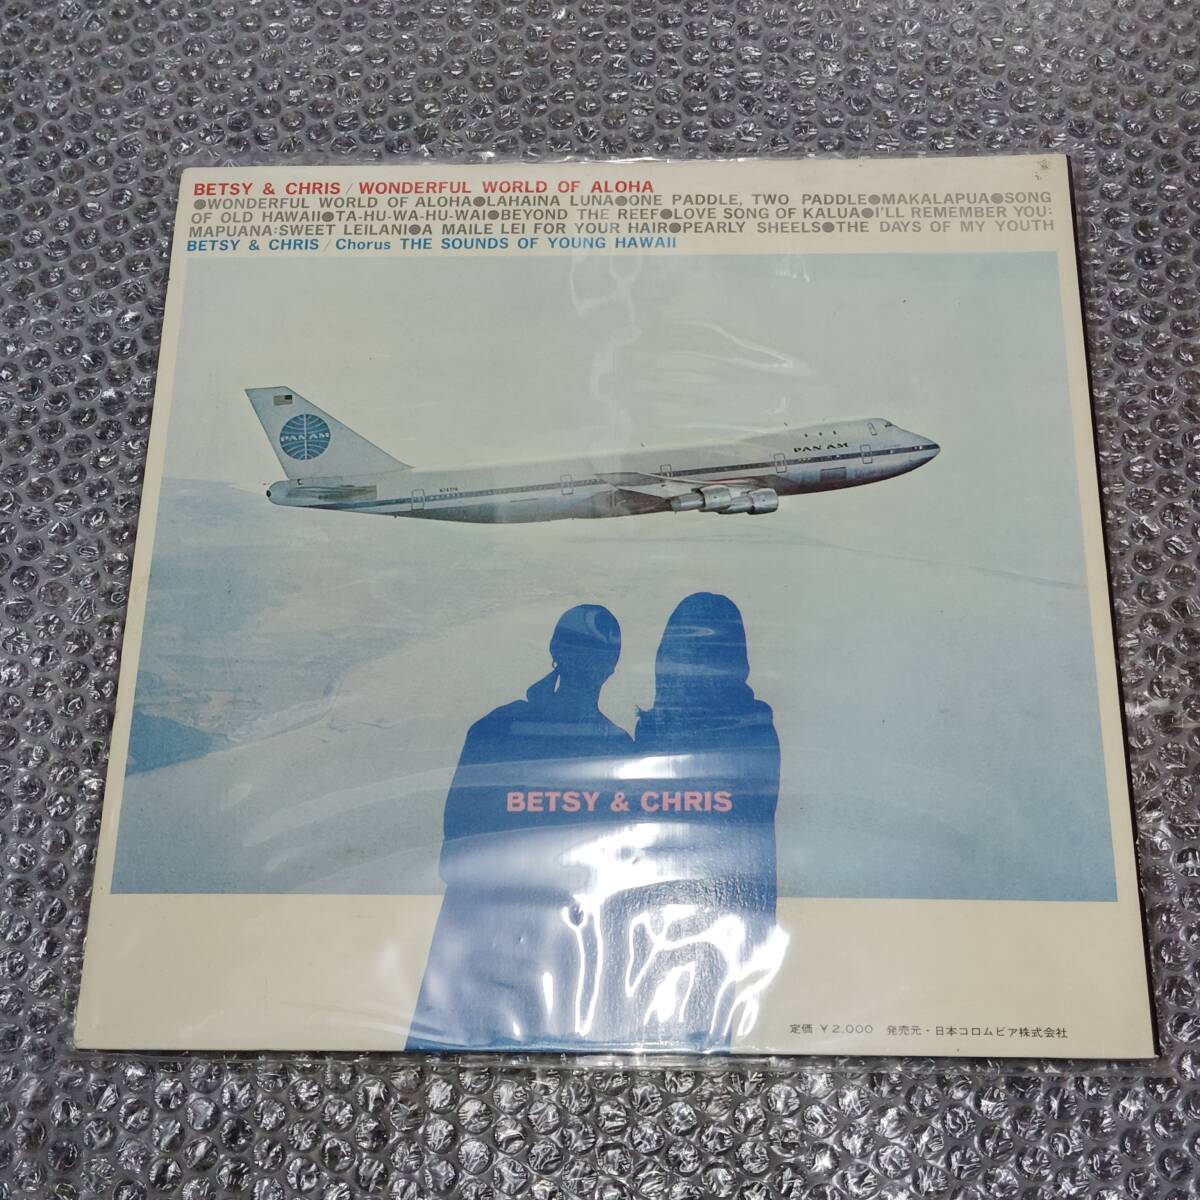 BETSY & CHRIS / WONDERFUL WORLD OF ALOHA
●WONDERFUL WORLD OF ALOHA●LAHAINA LUNA●ONE PADDLE, TWO PADDLE●MAKALAPUA●SONG
OF OLD HAWAII●TA-HU-WA-HU-WAI●BEYOND THE REEF●LOVE SONG OF KALUA●I'LL REMEMBER YOU:
MAPUANA:SWEET LEILANI●A MAILE LEI FOR YOUR HAIR●PEARLY SHEELS●THE DAYS OF MY YOUTH
BETSY & CHRIS / Chorus THE SOUNDS OF YOUNG HAWAII
PAN AM
PAN AM
BETSY & CHRIS
定価 ¥2,000 発売元・日本コロムビア株式会社